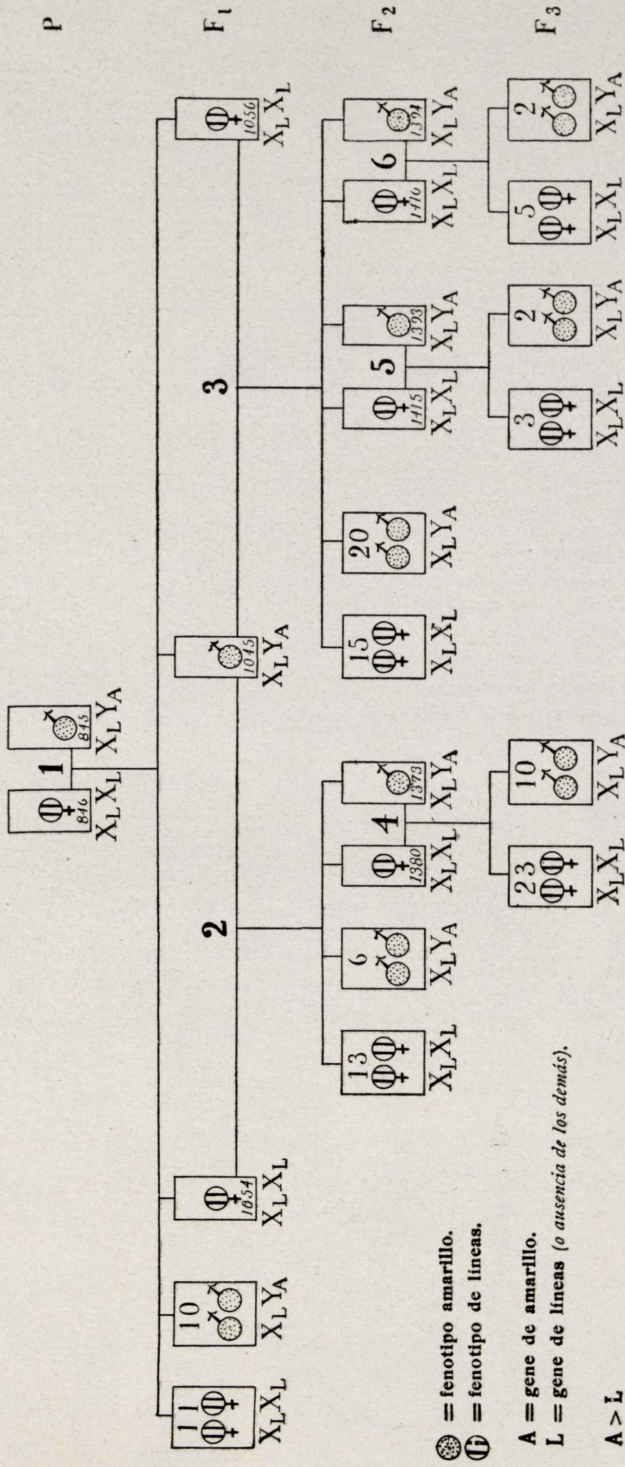 P
1
846
845
X_L X_L
X_L Y_A
F₁
11
10
1054
1045
1056
X_L X_L
X_L Y_A
X_L X_L
X_L Y_A
X_L X_L
2
3
F₂
13
6
1380
4
1373
15
20
1415
5
1393
1416
6
1394
X_L X_L
X_L Y_A
X_L X_L
X_L Y_A
X_L X_L
X_L Y_A
X_L X_L
X_L Y_A
X_L X_L
X_L Y_A
F₃
23
10
3
2
5
2
X_L X_L
X_L Y_A
X_L X_L
X_L Y_A
X_L X_L
X_L Y_A
= fenotipo amarillo.
= fenotipo de líneas.
A = gene de amarillo.
L = gene de líneas (o ausencia de los demás).
A > L